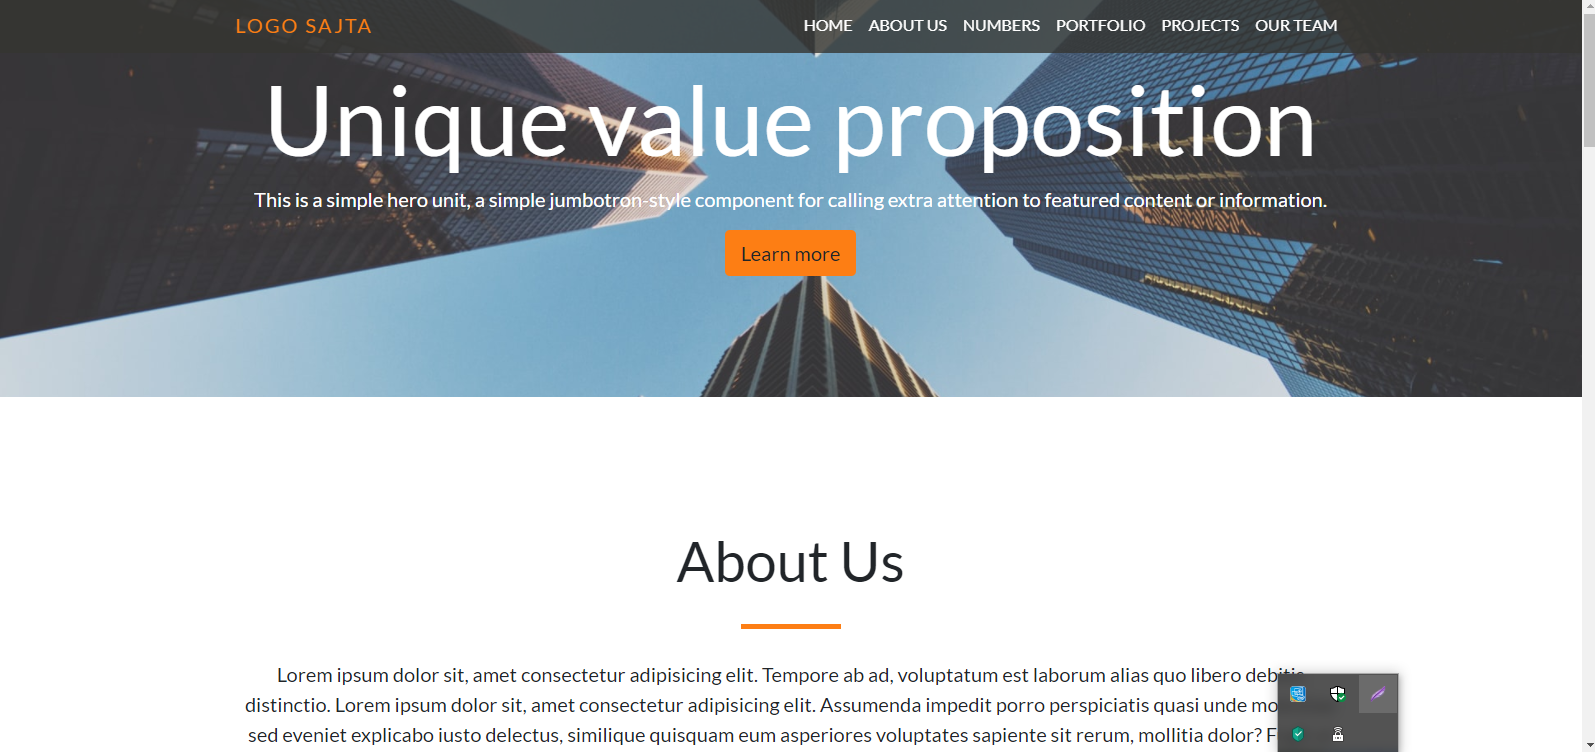 LOGO SAJTA
HOME ABOUT US NUMBERS PORTFOLIO PROJECTS OUR TEAM
Unique value proposition
This is a simple hero unit, a simple jumbotron-style component for calling extra attention to featured content or information.
Learn more
About Us
Lorem ipsum dolor sit, amet consectetur adipisicing elit. Tempore ab ad, voluptatum est laborum alias quo libero debitis
distinctio. Lorem ipsum dolor sit, amet consectetur adipisicing elit. Assumenda impedit porro perspiciatis quasi unde
sed eveniet explicabo iusto delectus, similique quisquam eum asperiores voluptates sapiente sit rerum, mollitia dolor?